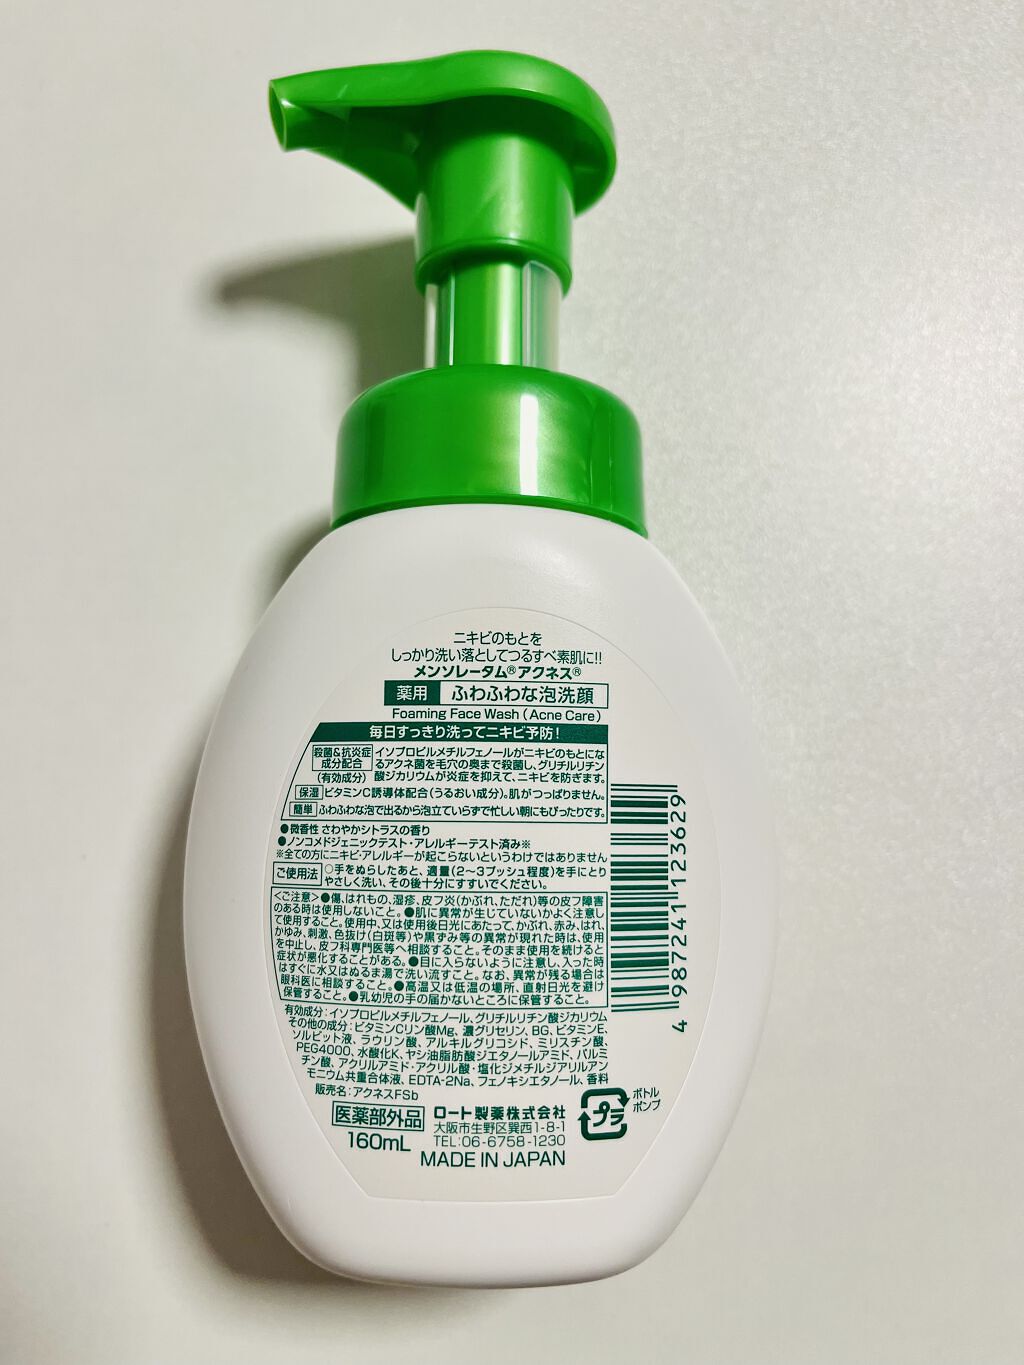 ニキビのもとを
しっかり洗い落としてつるすべ素肌に!!
メンソレータム®アクネス®
薬用 ふわふわな泡洗顔
Foaming Face Wash (Acne Care)
毎日すっきり洗ってニキビ予防!
殺菌&抗炎症成分配合(有効成分)
イソプロピルメチルフェノールがニキビのもとにな
るアクネ菌を毛穴の奥まで殺菌し、グリチルリチン
酸ジカリウムが炎症を抑えて、ニキビを防ぎます。
保湿 ビタミンC誘導体配合(うるおい成分)。肌がつっぱりません。
簡単 ふわふわな泡で出るから泡立ていらずで忙しい朝にもぴったりです。
●微香性 さわやかシトラスの香り
●ノンコメドジェニックテスト・アレルギーテスト済み※
※全ての方にニキビ・アレルギーが起こらないというわけではありません
ご使用法 ○手をぬらしたあと、適量(2~3プッシュ程度)を手にとり
やさしく洗い、その後十分にすすいでください。
<ご注意>●傷、はれもの、湿疹、皮フ炎(かぶれ、ただれ)等の皮フ障害
のある時は使用しないこと。●肌に異常が生じていないかよく注意し
て使用すること。使用中、又は使用後日光にあたって、かぶれ、赤み、はれ、
かゆみ、刺激、色抜け(白斑等)や黒ずみ等の異常が現れた時は、使用
を中止し、皮フ科専門医等へ相談すること。そのまま使用を続けると
症状が悪化することがある。●目に入らないように注意し、入った時
はすぐに水又はぬるま湯で洗い流すこと。なお、異常が残る場合は
眼科医に相談すること。●高温又は低温の場所、直射日光を避け
保管すること。●乳幼児の手の届かないところに保管すること。
有効成分:イソプロピルメチルフェノール、グリチルリチン酸ジカリウム
その他の成分:ビタミンCリン酸Mg、濃グリセリン、BG、ビタミンE、
ソルビット液、ラウリン酸、アルキルグリコシド、ミリスチン酸、
PEG4000、水酸化K、ヤシ油脂肪酸ジエタノールアミド、パルミ
チン酸、アクリルアミド・アクリル酸・塩化ジメチルジアリルアン
モニウム共重合体液、EDTA-2Na、フェノキシエタノール、香料
販売名:アクネスFSb
医薬部外品
160mL
ロート製薬株式会社
大阪市生野区巽西1-8-1
TEL:06-6758-1230
MADE IN JAPAN
プラ
ボトル
ポンプ
4 987241 123629